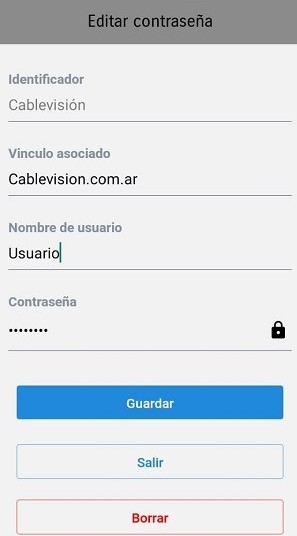 Editar contraseña
Identificador
Cablevisión
Vinculo asociado
Cablevision.com.ar
Nombre de usuario
Usuario
Contraseña
••••••••
Guardar
Salir
Borrar